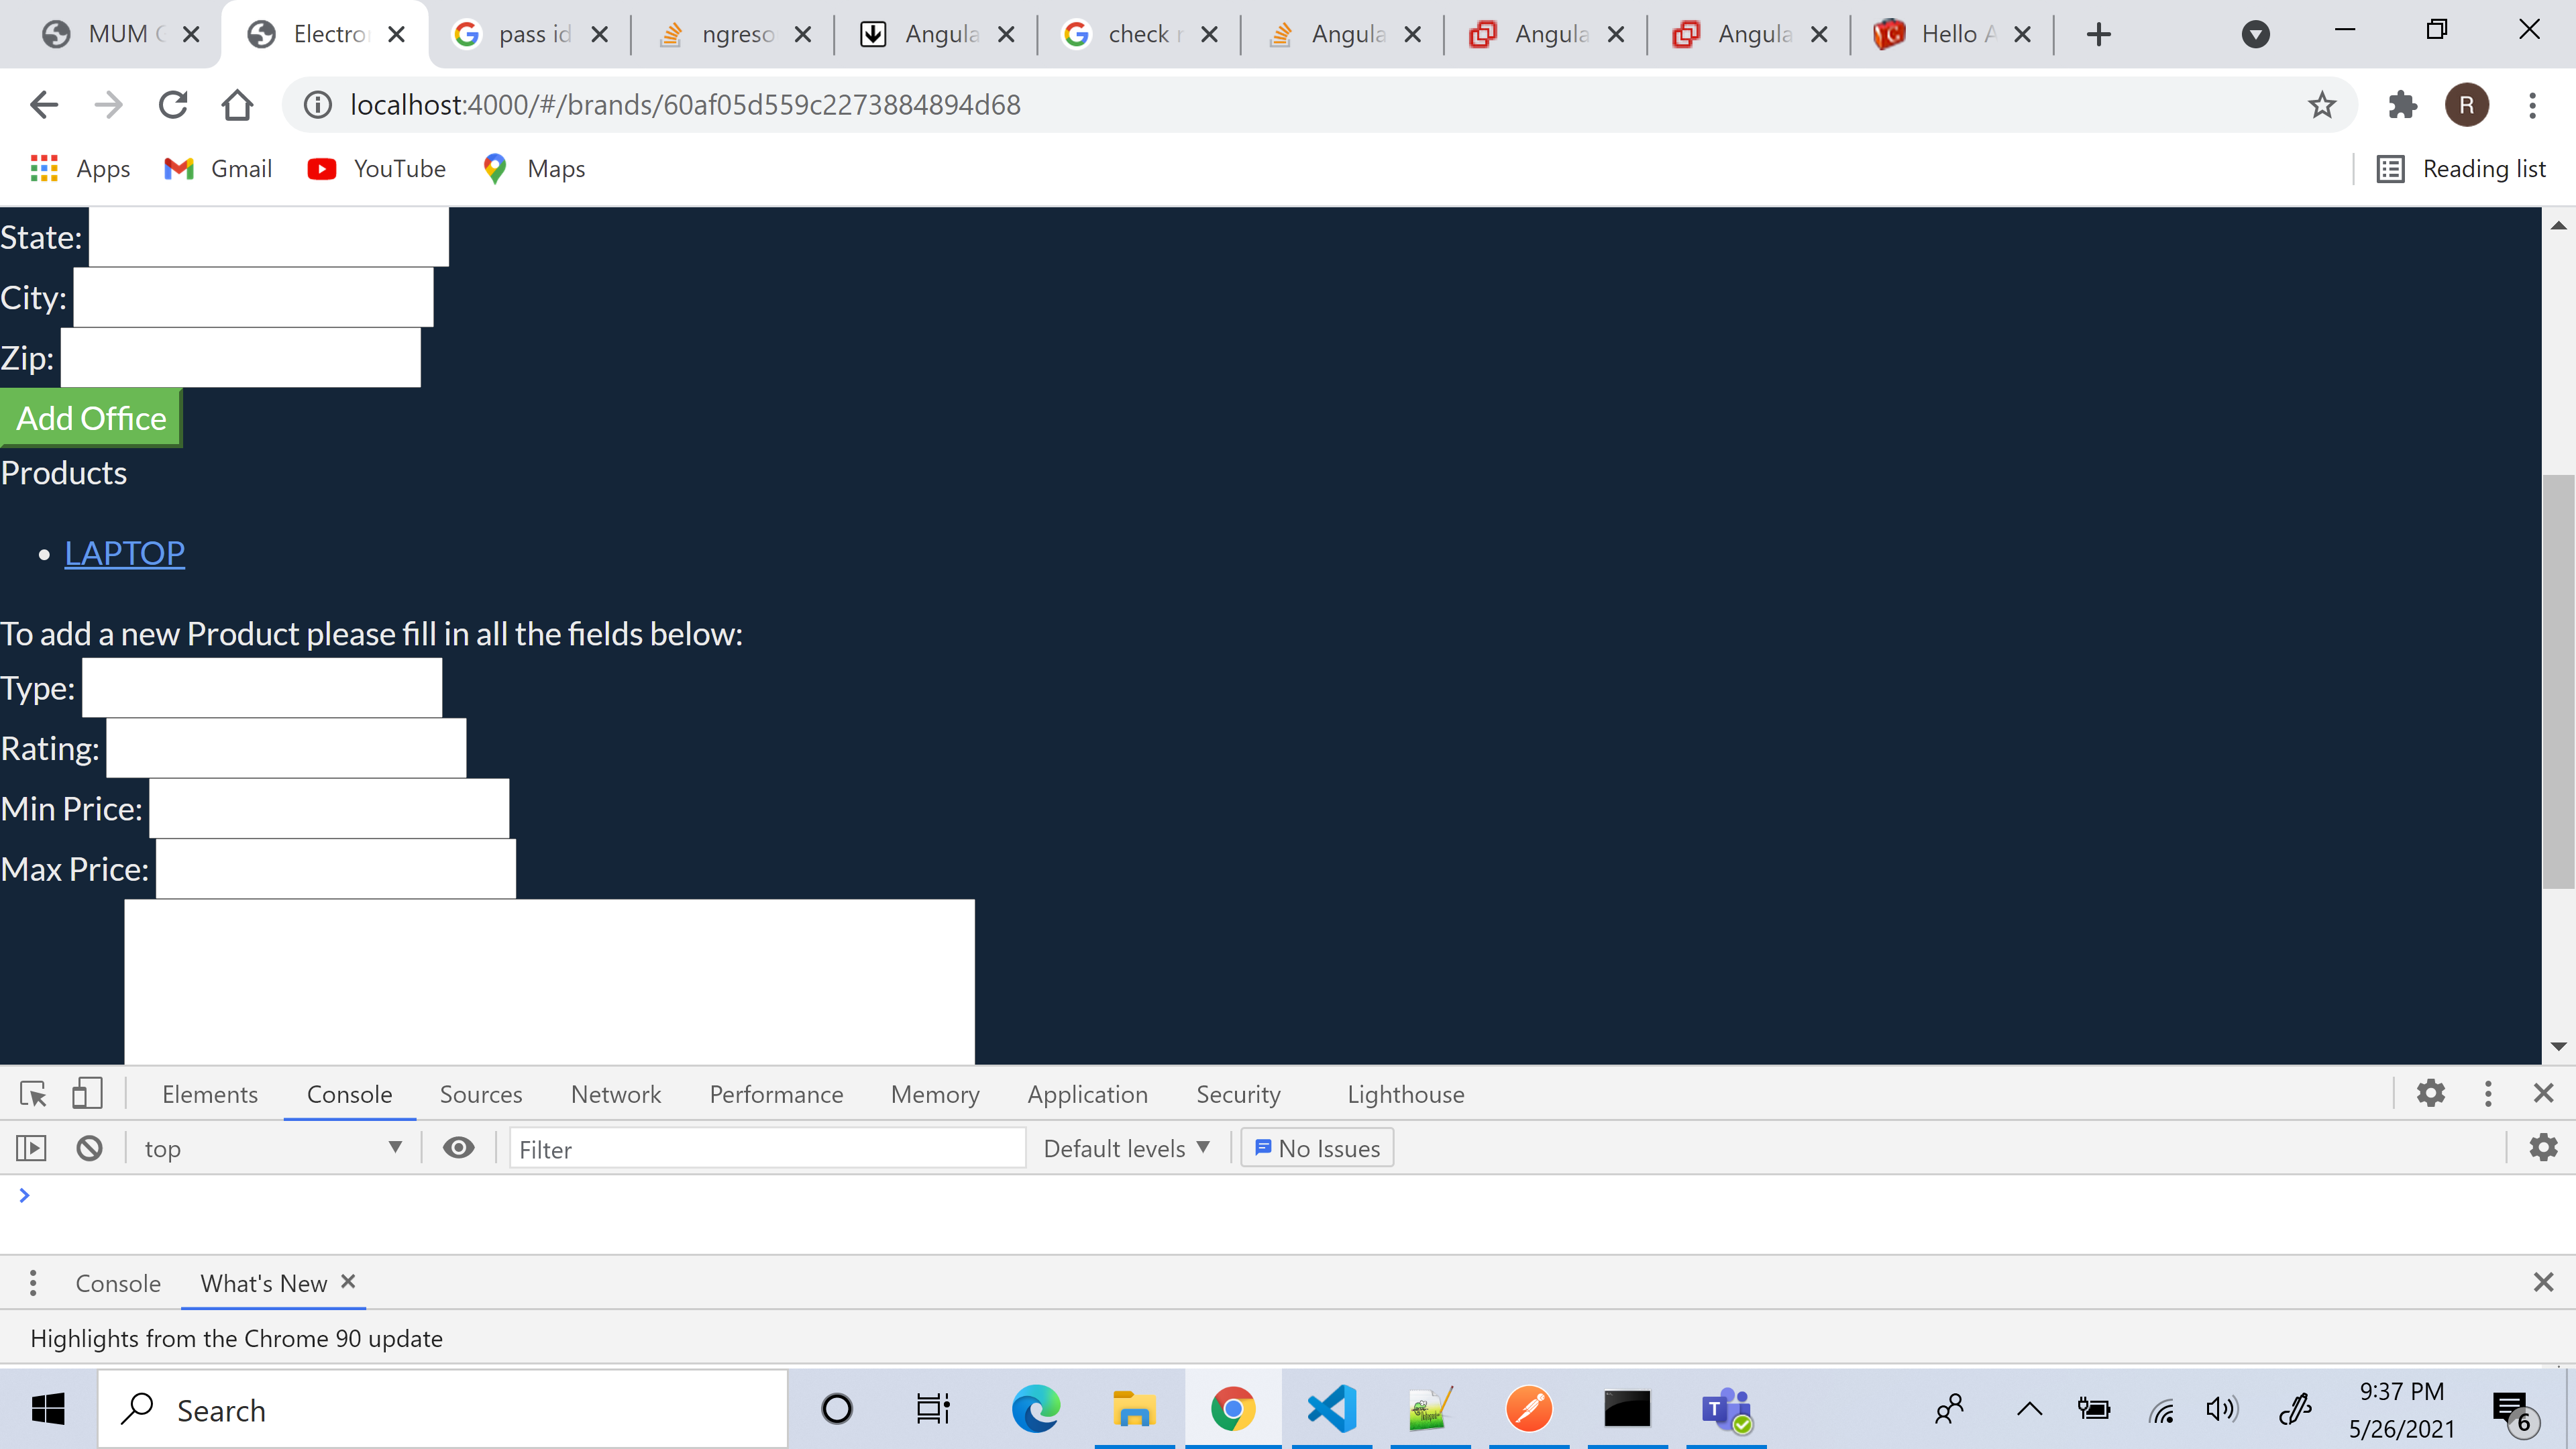 MUM C
Electro
pass id
ngreso
Angula
check r
Angula
Angula
Angula
Hello A
localhost:4000/#/brands/60af05d559c2273884894d68
R
Apps
Gmail
YouTube
Maps
Reading list
State:
City:
Zip:
Add Office
Products
LAPTOP
To add a new Product please fill in all the fields below:
Type:
Rating:
Min Price:
Max Price:
Elements
Console
Sources
Network
Performance
Memory
Application
Security
Lighthouse
top
Filter
Default levels
No Issues
>
Console
What's New
Highlights from the Chrome 90 update
Search
T
9:37 PM
5/26/2021
6